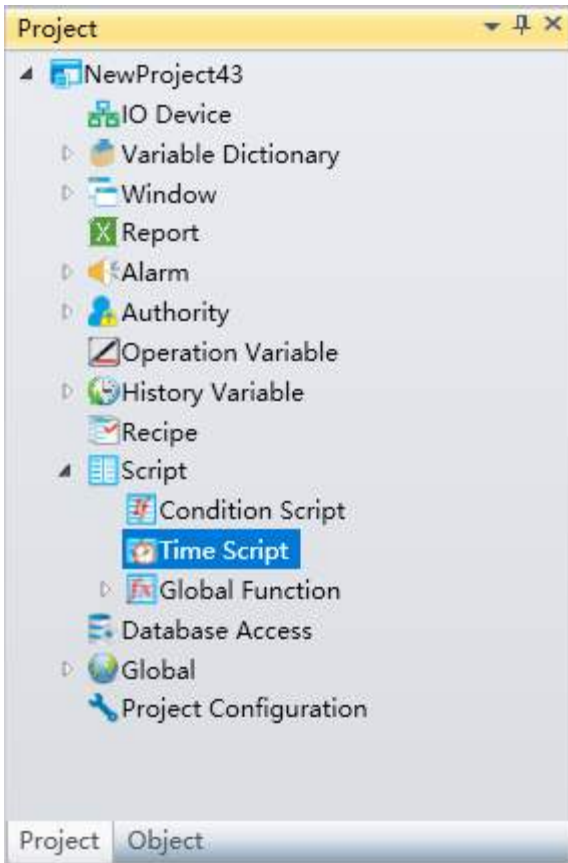 Project
NewProject43
IO Device
Variable Dictionary
Window
Report
Alarm
Authority
Operation Variable
History Variable
Recipe
Script
Condition Script
Time Script
Global Function
Database Access
Global
Project Configuration
Project Object